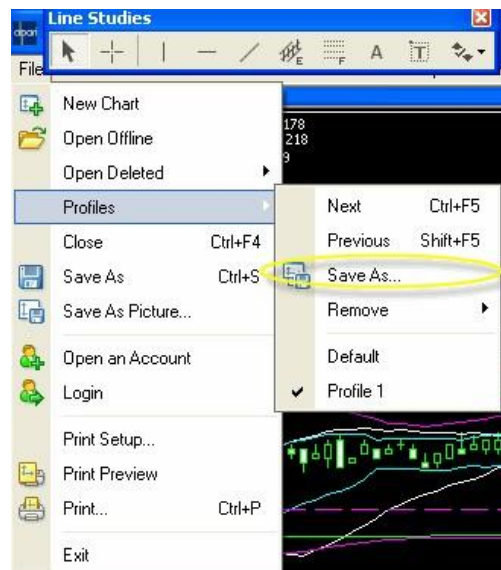 Line Studies
alpari
E F A T
File
New Chart
178
218
9
Open Offline
Open Deleted
Profiles
Next Ctrl+F5
Close Ctrl+F4
Previous Shift+F5
Save As Ctrl+S
Save As...
Save As Picture...
Remove
Open an Account
Default
Login
Profile 1
Print Setup...
Print Preview
Print... Ctrl+P
Exit